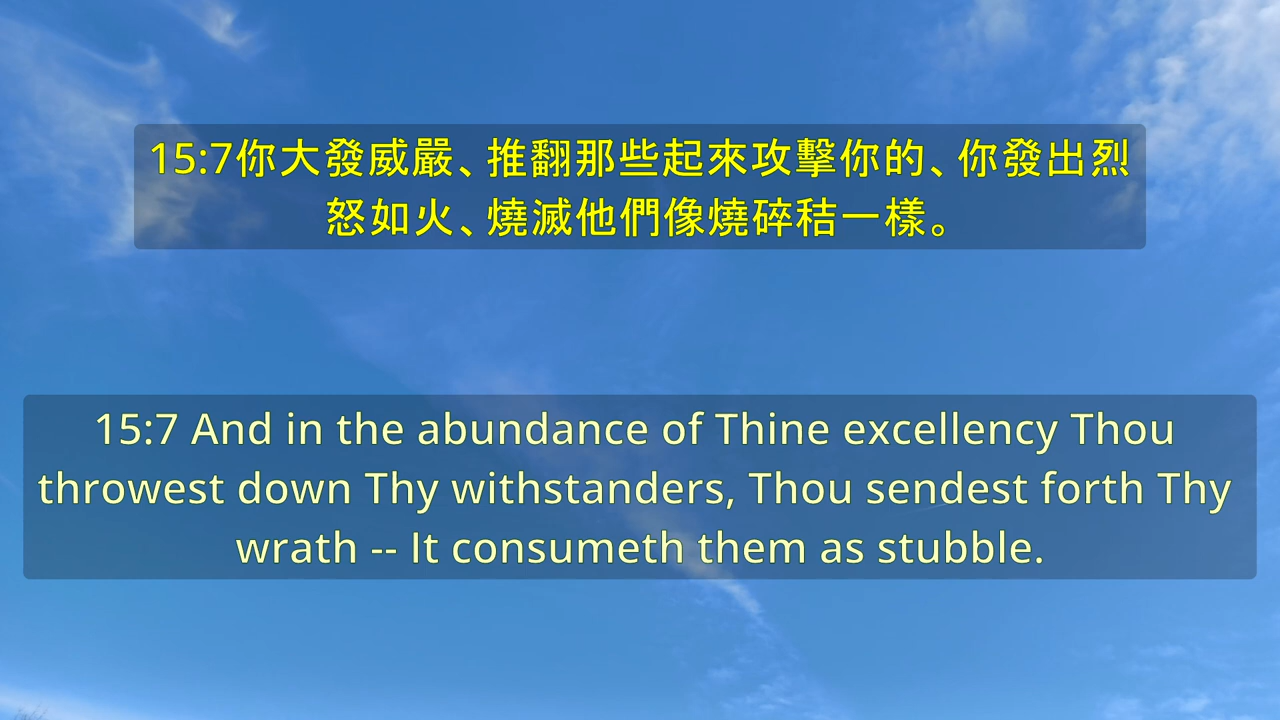 15:7你大發威嚴、推翻那些起來攻擊你的、你發出烈
怒如火、燒滅他們像燒碎秸一樣。
15:7 And in the abundance of Thine excellency Thou
throwest down Thy withstanders, Thou sendest forth Thy
wrath -- It consumeth them as stubble.